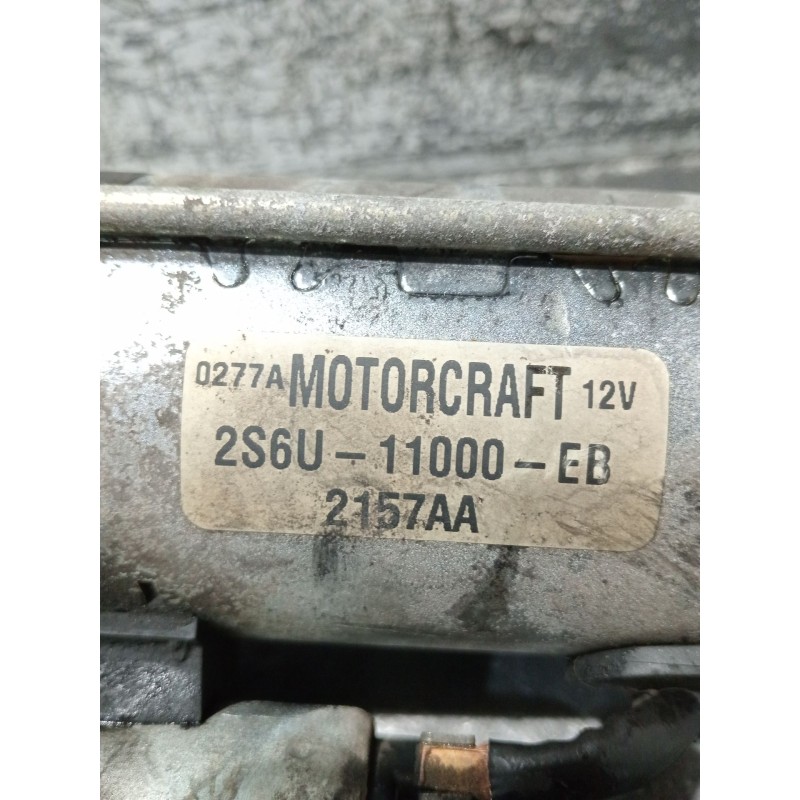 0277A MOTORCRAFT 12V
2S6U-11000-EB
2157AA